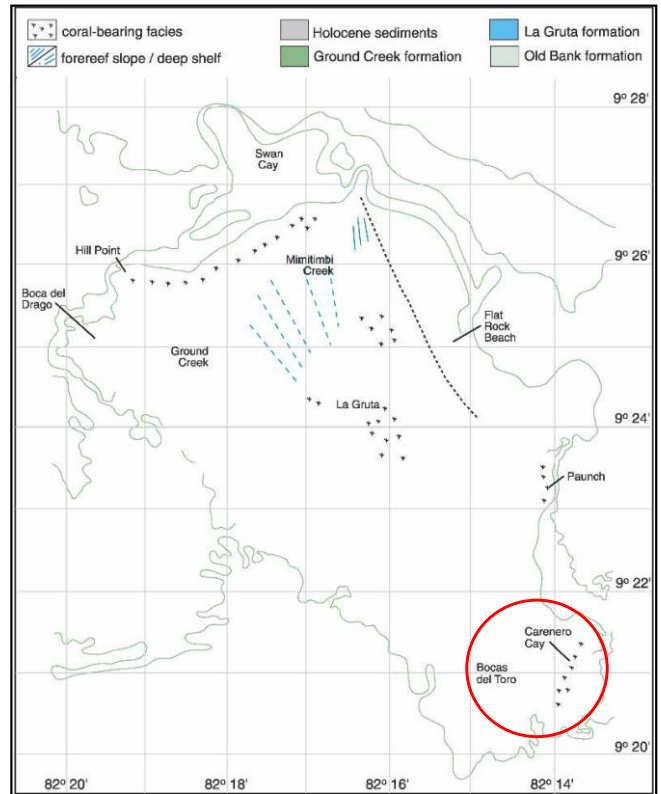 coral-bearing facies
forereef slope / deep shelf
Holocene sediments
Ground Creek formation
La Gruta formation
Old Bank formation
9º 28'
Swan
Cay
Hill Point
Mimitimbi
Creek
9º 26'
Boca del
Drago
Flat
Rock
Beach
Ground
Creek
La Gruta
9º 24'
Paunch
9º 22'
Carenero
Cay
Bocas
del Toro
9º 20'
82º 20'
82º 18'
82º 16'
82º 14'